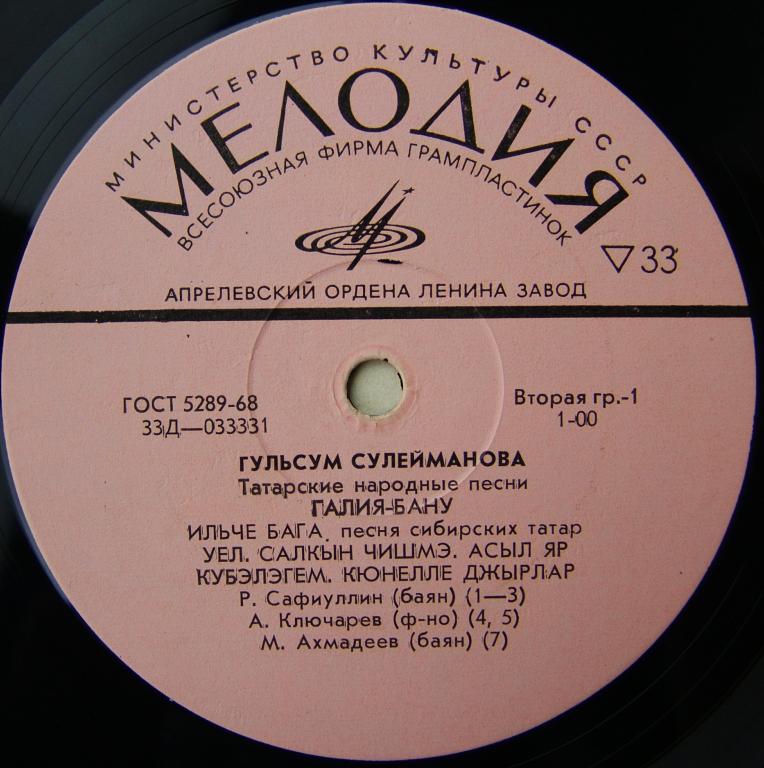 МИНИСТЕРСТВО КУЛЬТУРЫ СССР
МЕЛОДИЯ
ВСЕСОЮЗНАЯ ФИРМА ГРАМПЛАСТИНОК
▽33
АПРЕЛЕВСКИЙ ОРДЕНА ЛЕНИНА ЗАВОД
ГОСТ 5289-68
33Д—033331
Вторая гр.-1
1-00
ГУЛЬСУМ СУЛЕЙМАНОВА
Татарские народные песни
ГАЛИЯ-БАНУ
ИЛЬЧЕ БАГА, песня сибирских татар
УЕЛ. САЛКЫН ЧИШМЭ. АСЫЛ ЯР
КУБЭЛЭГЕМ. КЮНЕЛЛЕ ДЖЫРЛАР
Р. Сафиуллин (баян) (1—3)
А. Ключарев (ф-но) (4, 5)
М. Ахмадеев (баян) (7)